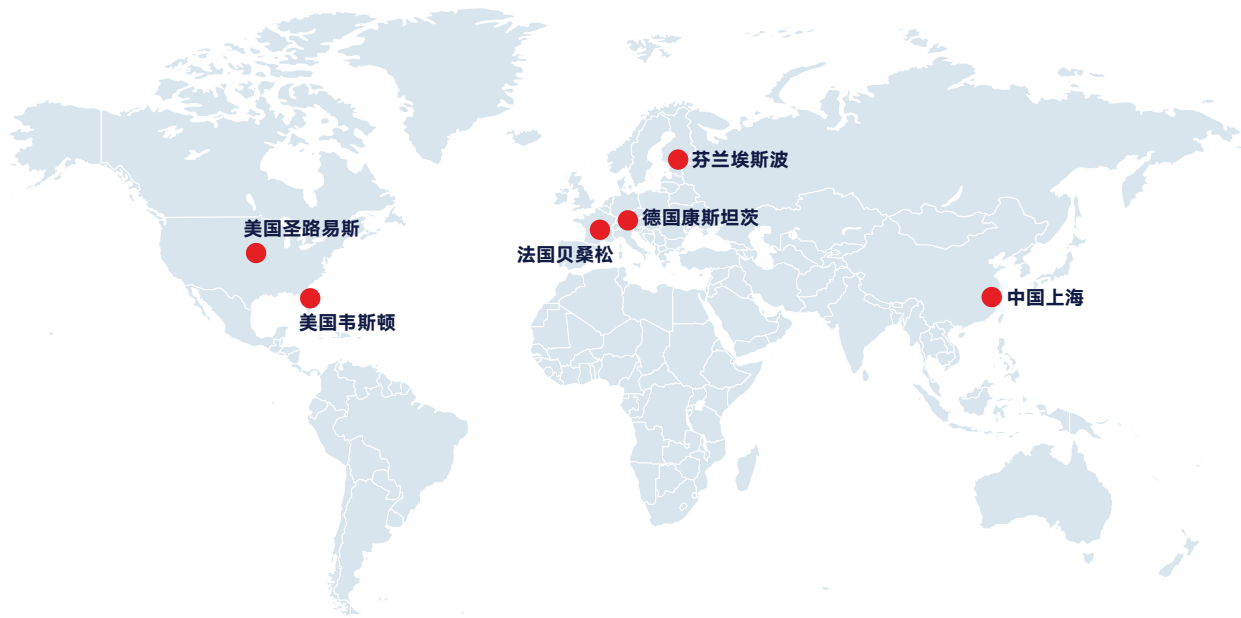 芬兰埃斯波
德国康斯坦茨
美国圣路易斯
法国贝桑松
中国上海
美国韦斯顿